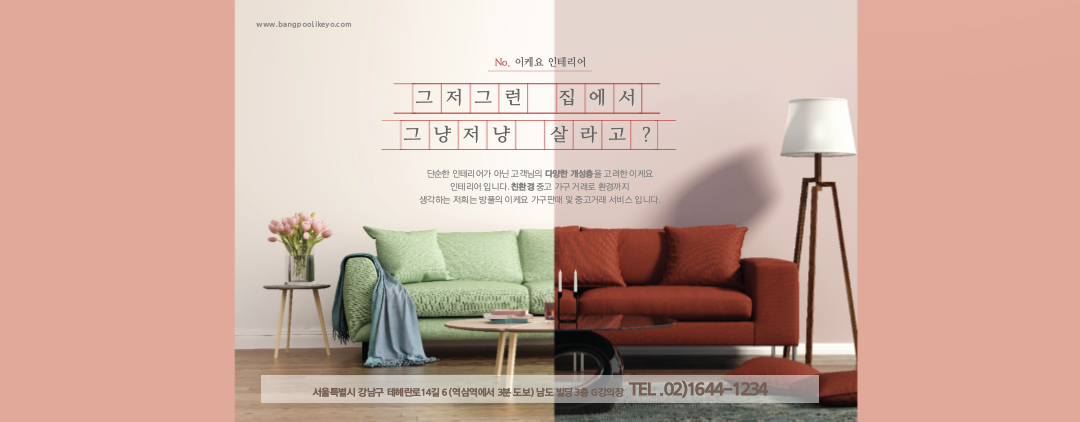 www.bangpoolikeyo.com
No, 이케요 인테리어
그저그런 집에서
그냥저냥 살라고?
단순한 인테리어가 아닌 고객님의 다양한 개성층을 고려한 이케요
인테리어 입니다. 친환경 중고 가구 거래로 환경까지
생각하는 저희는 방풀의 이케요 가구판매 및 중고거래 서비스 입니다.
서울특별시 강남구 테헤란로14길 6 (역삼역에서 3분 도보) 남도 빌딩 3층 G강의장 TEL .02)1644-1234